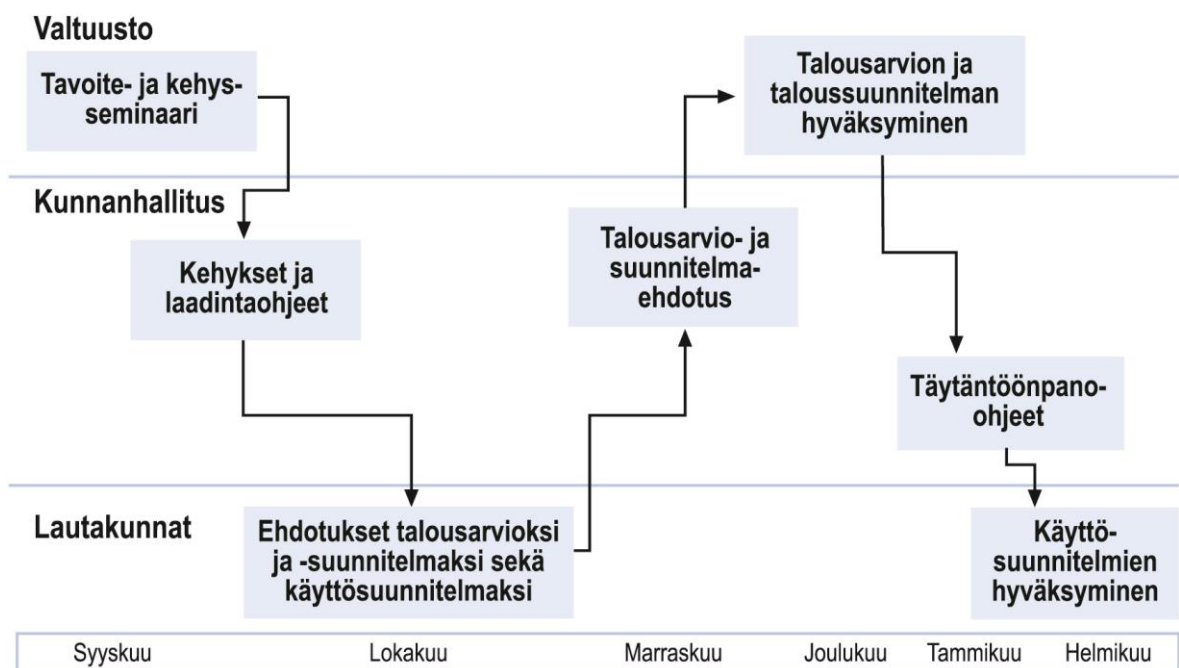 Valtuusto
Tavoite- ja kehys-
seminaari
Talousarvion ja
taloussuunnitelman
hyväksyminen
Kunnanhallitus
Kehykset ja
laadintaohjeet
Talousarvio- ja
suunnitelma-
ehdotus
Täytäntöönpano-
ohjeet
Lautakunnat
Ehdotukset talousarvioksi
ja -suunnitelmaksi sekä
käyttösuunnitelmaksi
Käyttö-
suunnitelmien
hyväksyminen
Syyskuu Lokakuu Marraskuu Joulukuu Tammikuu Helmikuu